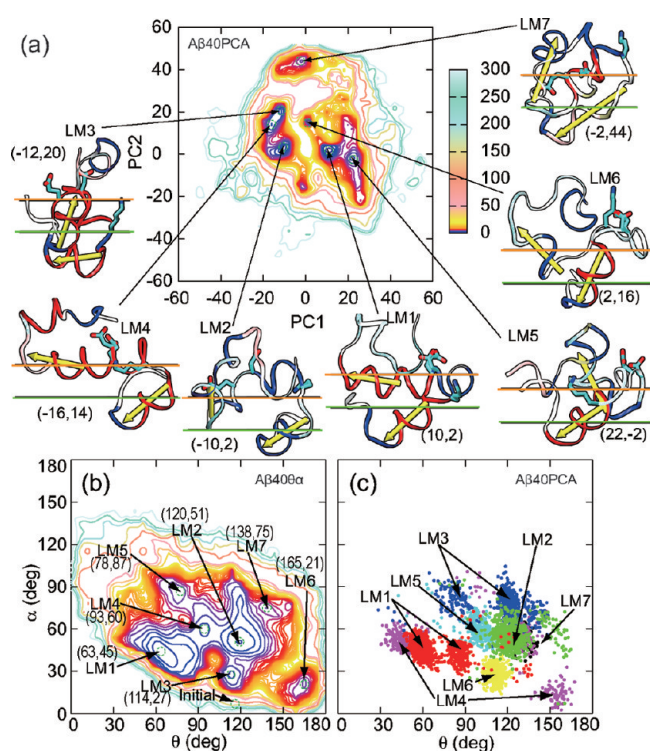 (a)
Aβ40PCA
LM7
(-2,44)
LM3
(-12,20)
PC2
60
40
20
0
-20
-40
-60
300
250
200
150
100
50
0
LM6
(2,16)
-60 -40 -20 0 20 40 60
PC1
LM4
(-16,14)
LM2
(-10,2)
LM1
(10,2)
LM5
(22,-2)
(b)
Aβ40θα
α (deg)
180
150
120
90
60
30
0
(120,51)
LM2
(138,75)
LM7
(165,21)
LM6
LM5
(78,87)
LM4
(93,60)
(63,45)
LM1
LM3
(114,27)
Initial
0 30 60 90 120 150 180
θ (deg)
(c)
Aβ40PCA
LM3
LM2
LM5
LM1
LM7
LM6
LM4
0 30 60 90 120 150 180
θ (deg)